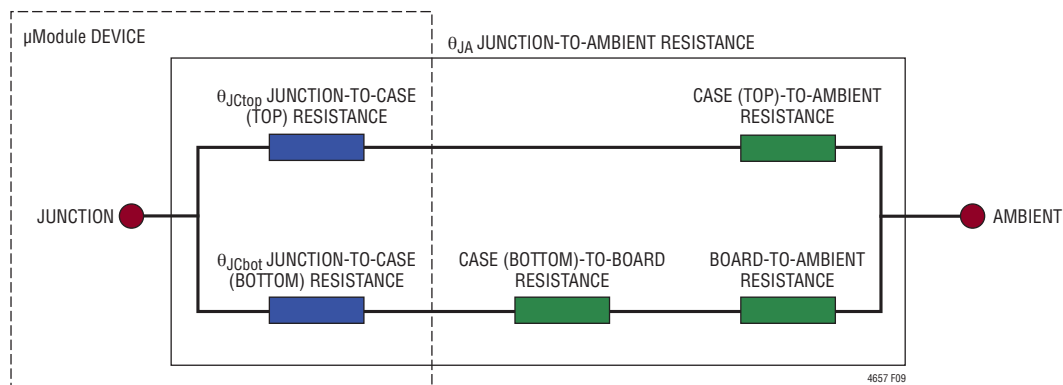 µModule DEVICE
θJA JUNCTION-TO-AMBIENT RESISTANCE
θJCtop JUNCTION-TO-CASE
(TOP) RESISTANCE
CASE (TOP)-TO-AMBIENT
RESISTANCE
JUNCTION
AMBIENT
θJCbot JUNCTION-TO-CASE
(BOTTOM) RESISTANCE
CASE (BOTTOM)-TO-BOARD
RESISTANCE
BOARD-TO-AMBIENT
RESISTANCE
4657 F09